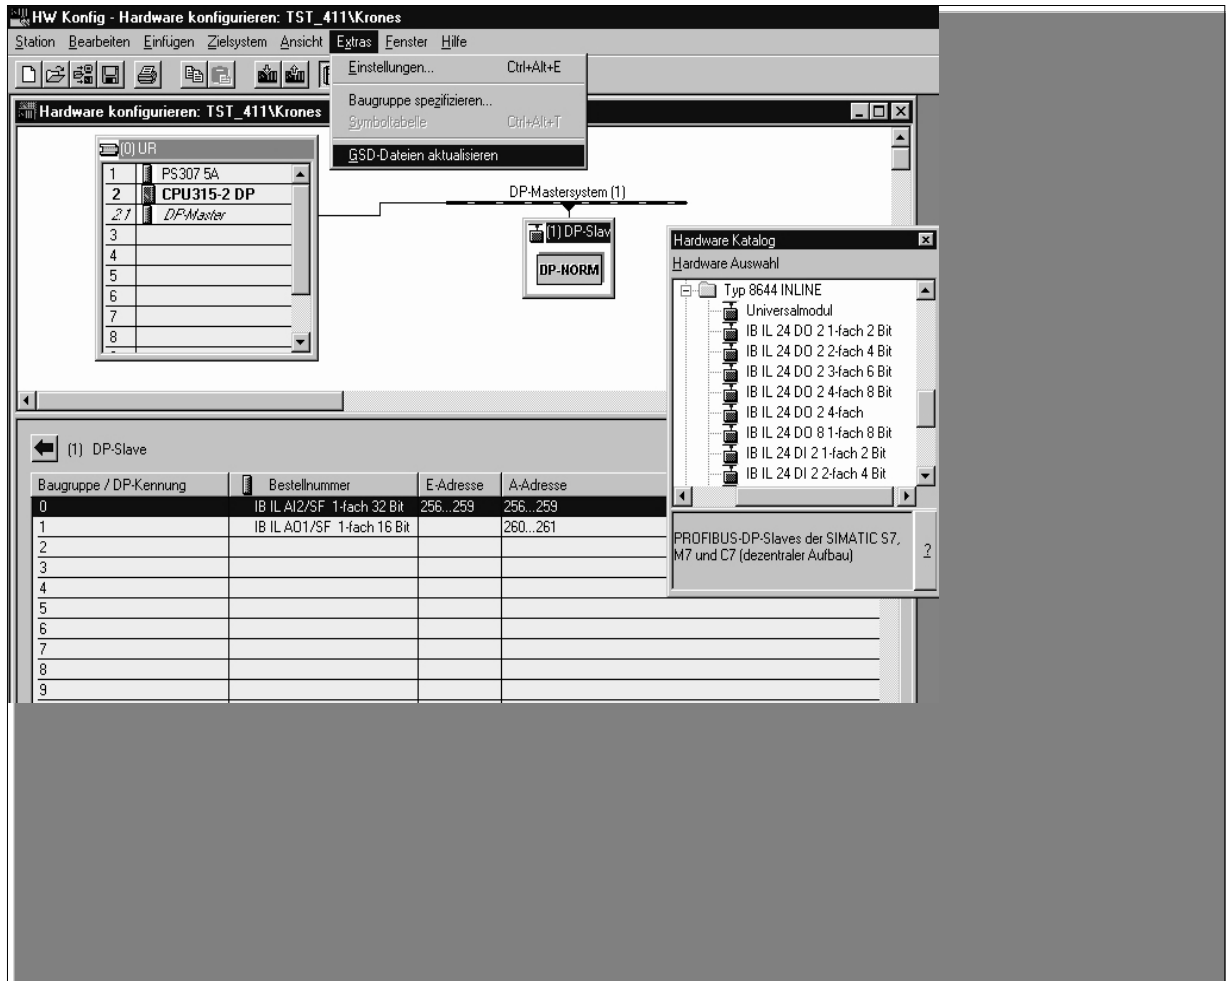 HW Konfig - Hardware konfigurieren: TST_411\Krones
Station Bearbeiten Einfügen Zielsystem Ansicht Extras Fenster Hilfe
Einstellungen... Ctrl+Alt+E
Baugruppe spezifizieren...
Symboltabelle Ctrl+Alt+T
GSD-Dateien aktualisieren
Hardware konfigurieren: TST_411\Krones
(0) UR
1 PS307 5A
2 CPU315-2 DP
2.1 DP-Master
3
4
5
6
7
8
DP-Mastersystem (1)
(1) DP-Slav
DP-NORM
Hardware Katalog
Hardware Auswahl
Typ 8644 INLINE
Universalmodul
IB IL 24 DO 2 1-fach 2 Bit
IB IL 24 DO 2 2-fach 4 Bit
IB IL 24 DO 2 3-fach 6 Bit
IB IL 24 DO 2 4-fach 8 Bit
IB IL 24 DO 2 4-fach
IB IL 24 DO 8 1-fach 8 Bit
IB IL 24 DI 2 1-fach 2 Bit
IB IL 24 DI 2 2-fach 4 Bit
PROFIBUS-DP-Slaves der SIMATIC S7,
M7 und C7 (dezentraler Aufbau)
?
(1) DP-Slave
Baugruppe / DP-Kennung Bestellnummer E-Adresse A-Adresse
0 IB IL AI2/SF 1-fach 32 Bit 256...259 256...259
1 IB IL AO1/SF 1-fach 16 Bit 260...261
2
3
4
5
6
7
8
9